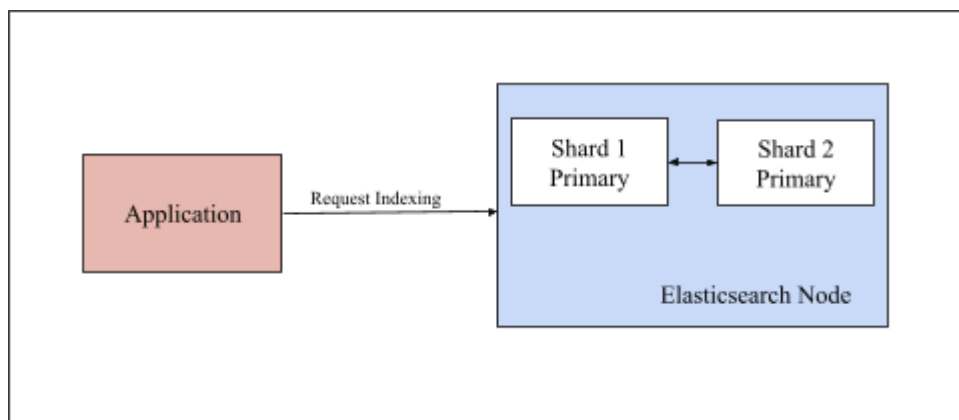 Application
Request Indexing
Shard 1
Primary
Shard 2
Primary
Elasticsearch Node